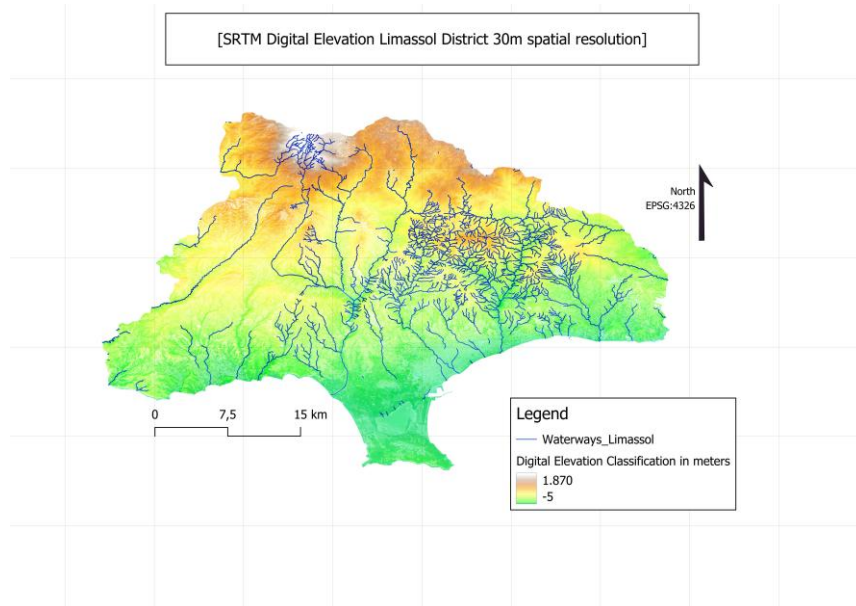 [SRTM Digital Elevation Limassol District 30m spatial resolution]
North
EPSG:4326
0 7,5 15 km
Legend
Waterways_Limassol
Digital Elevation Classification in meters
1.870
-5